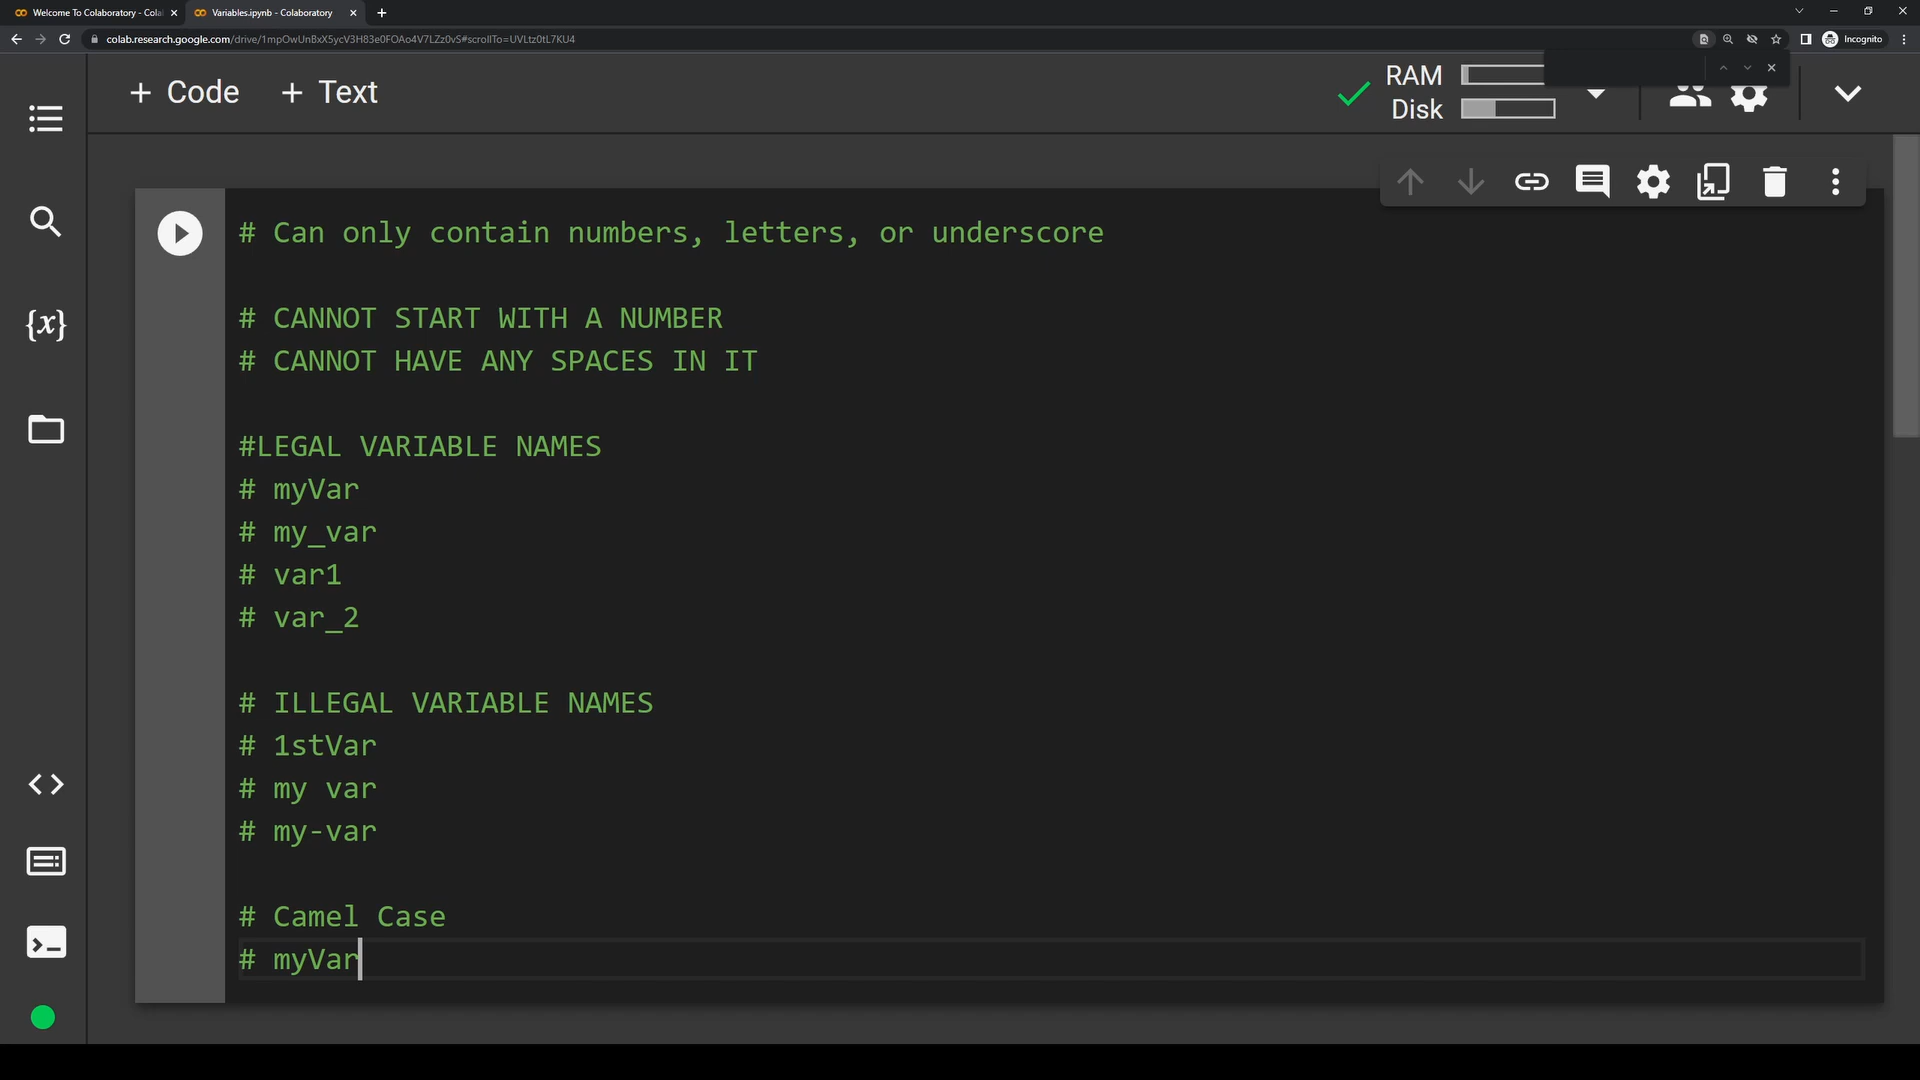 Welcome To Colaboratory - Cola
Variables.ipynb - Colaboratory
colab.research.google.com/drive/1mpOwUnBxX5ycV3H83e0FOAo4V7LZz0vS#scrollTo=UVLtz0tL7KU4
Incognito
+ Code + Text
RAM
Disk
{x}
# Can only contain numbers, letters, or underscore
# CANNOT START WITH A NUMBER
# CANNOT HAVE ANY SPACES IN IT
#LEGAL VARIABLE NAMES
# myVar
# my_var
# var1
# var_2
# ILLEGAL VARIABLE NAMES
# 1stVar
# my var
# my-var
# Camel Case
# myVar